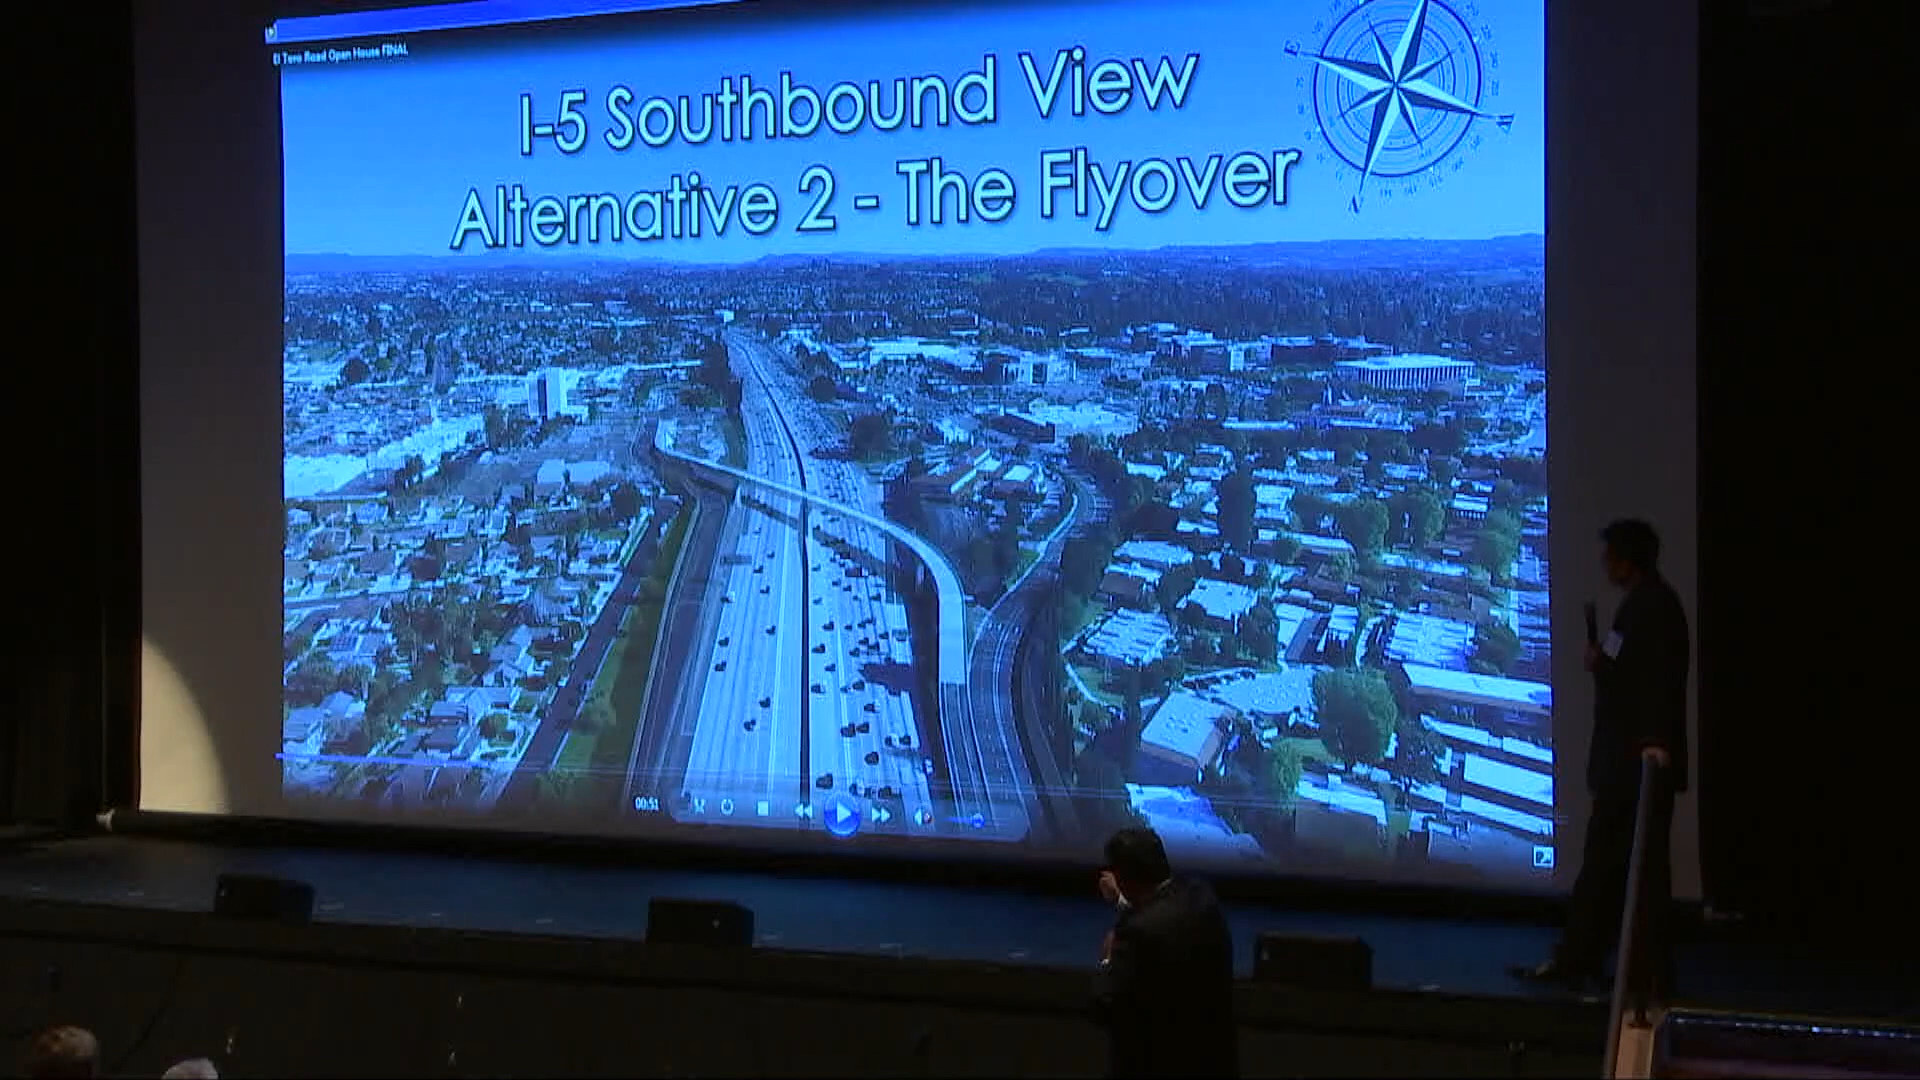 El Toro Road Open House FINAL
I-5 Southbound View
Alternative 2 - The Flyover
E
W
N
00:51